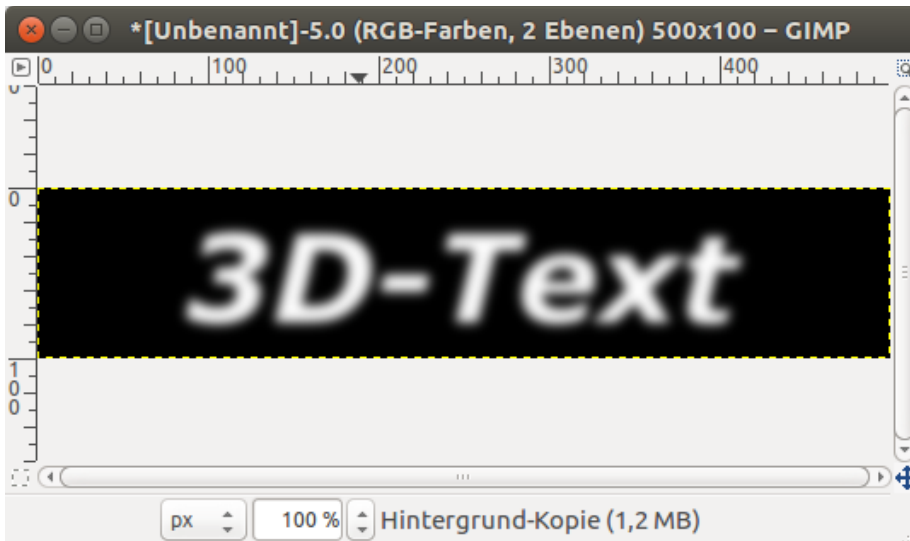 *[Unbenannt]-5.0 (RGB-Farben, 2 Ebenen) 500x100 – GIMP
0 100 200 300 400
0
0
3D-Text
100
px 100 % Hintergrund-Kopie (1,2 MB)